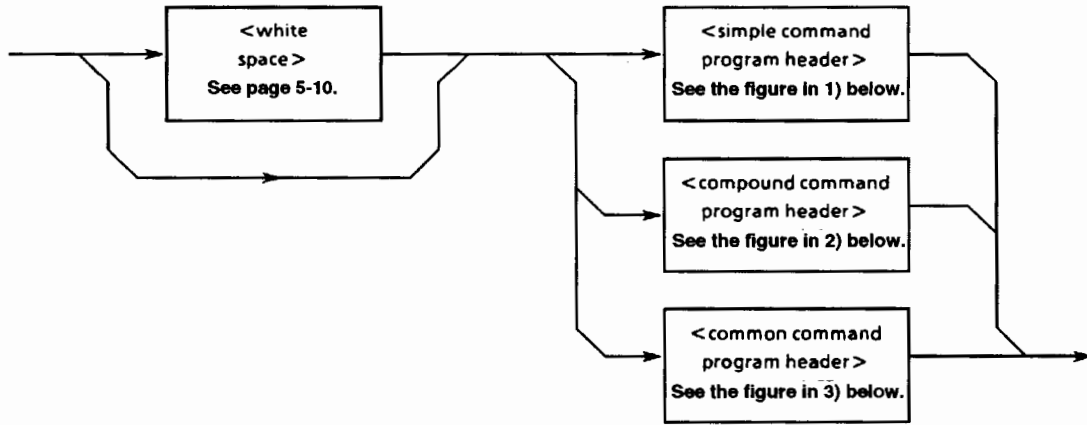 <white
space>
See page 5-10.
<simple command
program header>
See the figure in 1) below.
<compound command
program header>
See the figure in 2) below.
<common command
program header>
See the figure in 3) below.